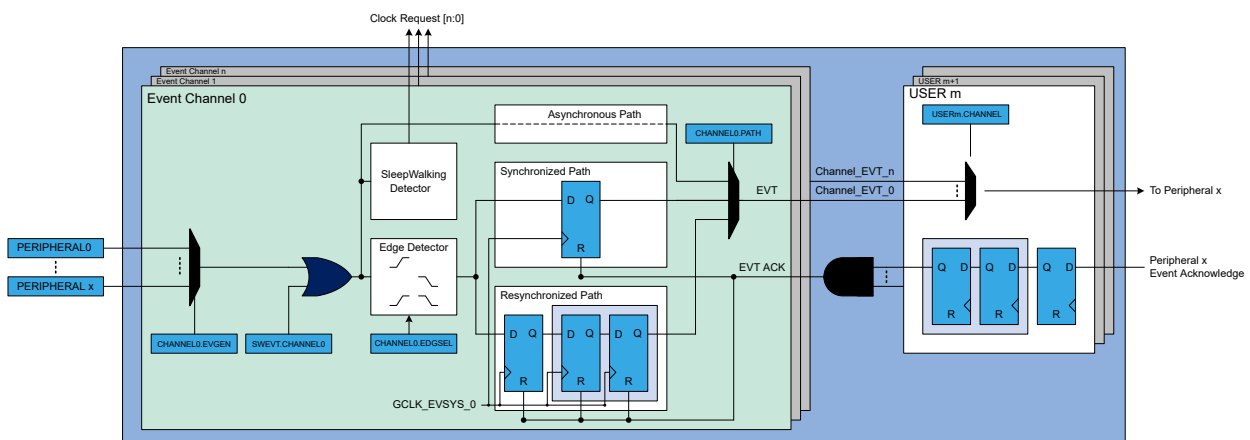 Clock Request [n:0]
Event Channel n
Event Channel 1
Event Channel 0
USER m+1
USER m
Asynchronous Path
CHANNEL0.PATH
USERm.CHANNEL
SleepWalking
Detector
Synchronized Path
D Q
R
EVT
Channel_EVT_n
Channel_EVT_0
To Peripheral x
PERIPHERAL0
PERIPHERAL x
Edge Detector
EVT ACK
Q D
R
Q D
R
Q D
R
Peripheral x
Event Acknowledge
Resynchronized Path
D Q
R
D Q
R
D Q
R
CHANNEL0.EVGEN
SWEVT.CHANNEL0
CHANNEL0.EDGSEL
GCLK_EVSYS_0